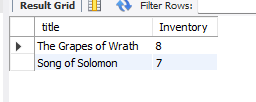 Result Grid Filter Rows:
title Inventory
The Grapes of Wrath 8
Song of Solomon 7